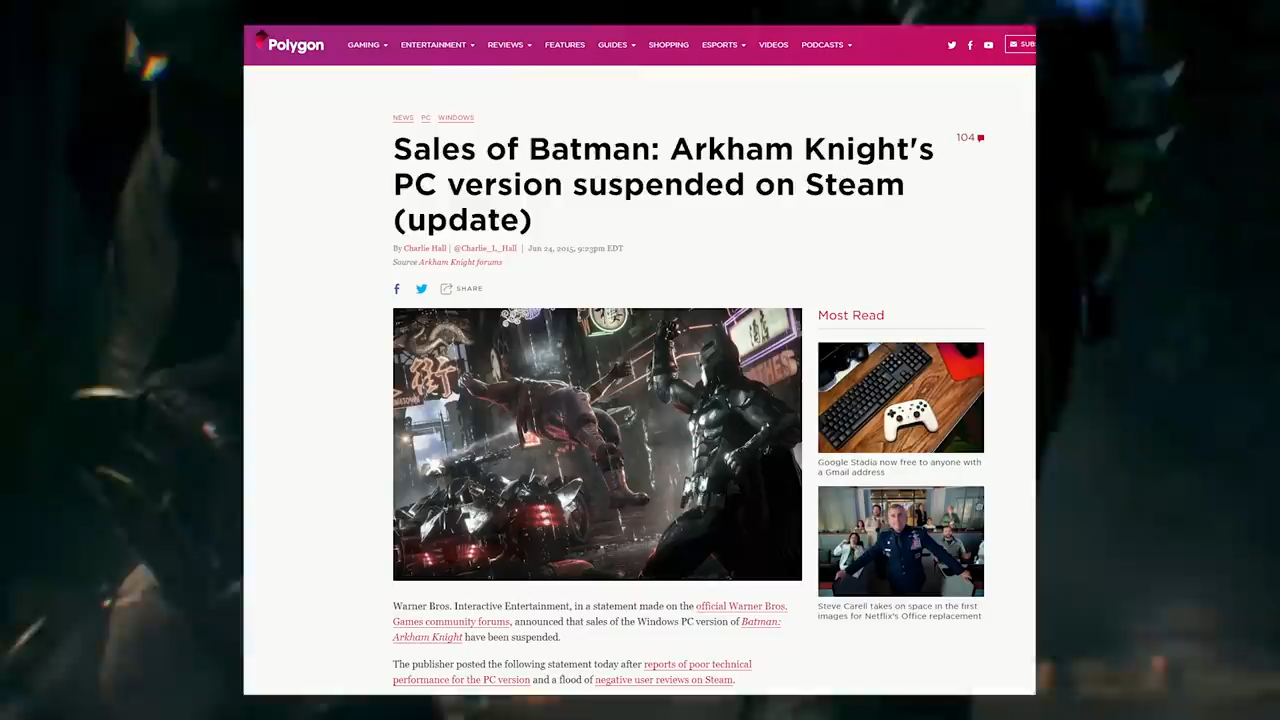 Polygon
GAMING ENTERTAINMENT REVIEWS FEATURES GUIDES SHOPPING ESPORTS VIDEOS PODCASTS SUB
NEWS PC WINDOWS
Sales of Batman: Arkham Knight's
PC version suspended on Steam
(update)
104
By Charlie Hall | @Charlie_L_Hall | Jun 24, 2015, 9:23pm EDT
Source Arkham Knight forums
SHARE
Most Read
Google Stadia now free to anyone with
a Gmail address
Steve Carell takes on space in the first
images for Netflix's Office replacement
Warner Bros. Interactive Entertainment, in a statement made on the official Warner Bros.
Games community forums, announced that sales of the Windows PC version of Batman:
Arkham Knight have been suspended.
The publisher posted the following statement today after reports of poor technical
performance for the PC version and a flood of negative user reviews on Steam.